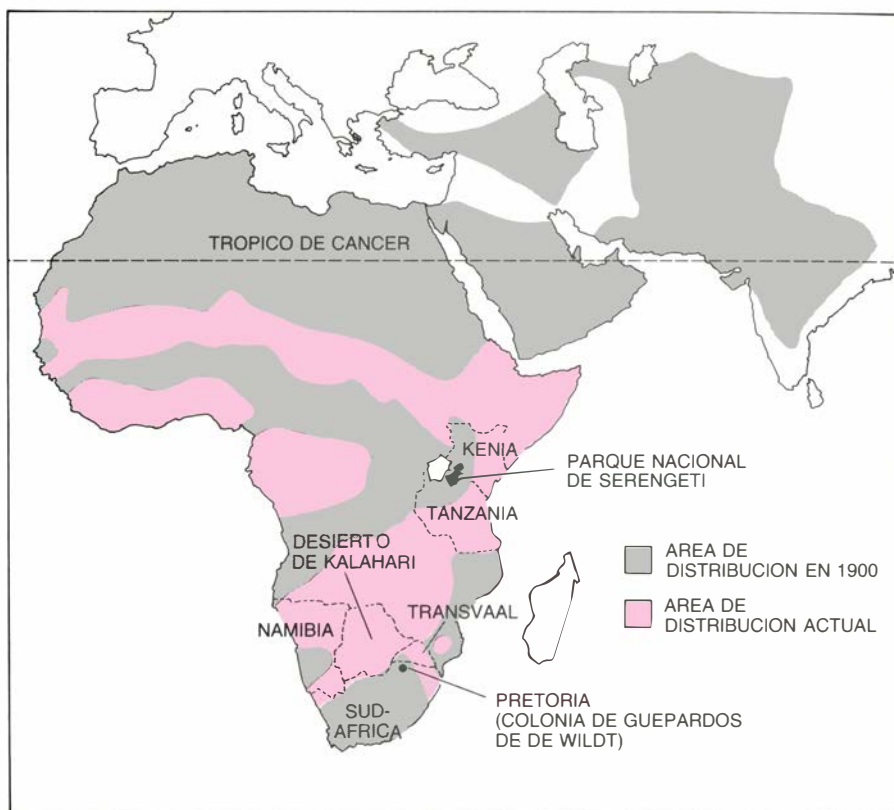 TROPICO DE CANCER
KENIA
PARQUE NACIONAL
DE SERENGETI
TANZANIA
DESIERTO
DE KALAHARI
AREA DE
DISTRIBUCION EN 1900
TRANSVAAL
AREA DE
DISTRIBUCION ACTUAL
NAMIBIA
PRETORIA
(COLONIA DE GUEPARDOS
DE DE WILDT)
SUD-
AFRICA